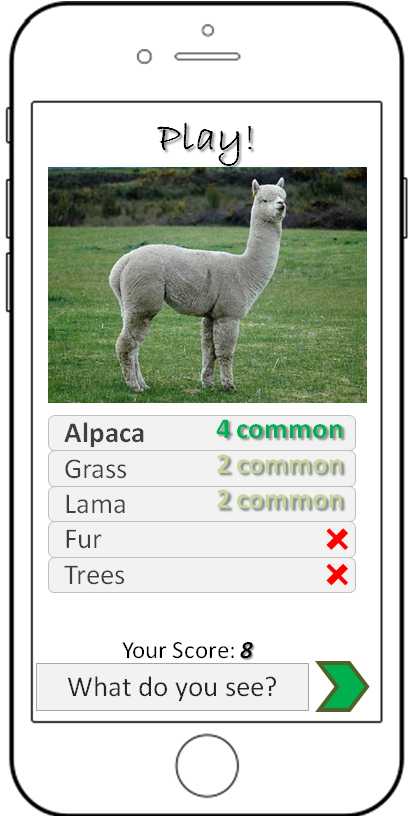 Play!
Alpaca 4 common
Grass 2 common
Lama 2 common
Fur
Trees
Your Score: 8
What do you see?